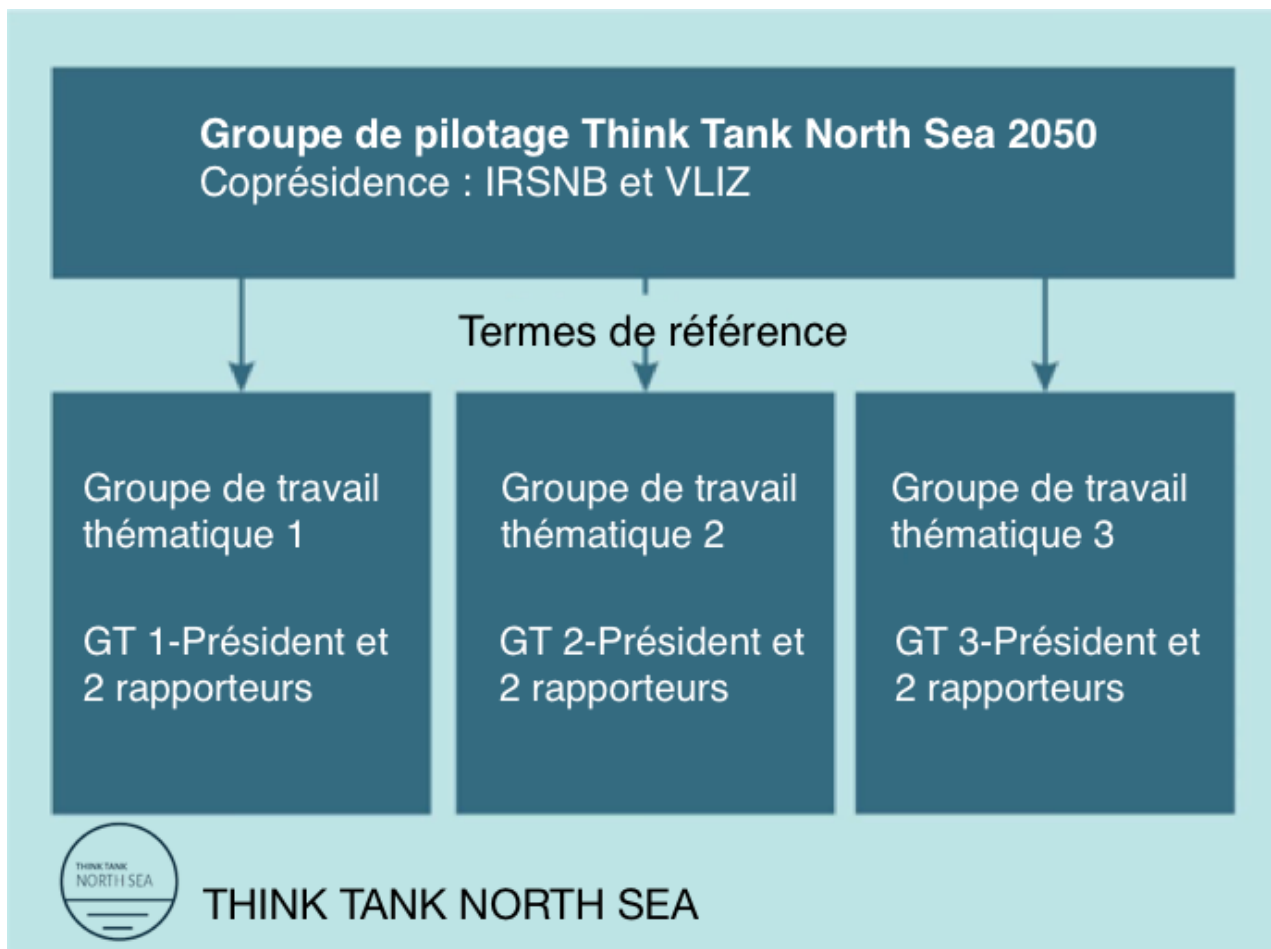 Groupe de pilotage Think Tank North Sea 2050
Coprésidence : IRSNB et VLIZ
Termes de référence
Groupe de travail
thématique 1
GT 1-Président et
2 rapporteurs
Groupe de travail
thématique 2
GT 2-Président et
2 rapporteurs
Groupe de travail
thématique 3
GT 3-Président et
2 rapporteurs
THINK TANK
NORTH SEA
THINK TANK NORTH SEA